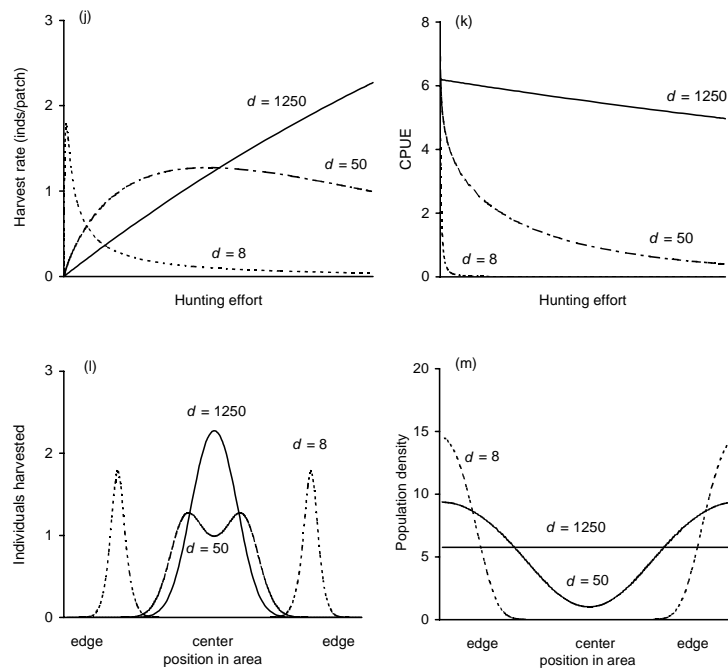 (j)
3
2
1
0
Harvest rate (inds/patch)
d = 1250
d = 50
d = 8
Hunting effort
(k)
8
6
4
2
0
CPUE
d = 1250
d = 50
d = 8
Hunting effort
(l)
3
2
1
0
Individuals harvested
d = 1250
d = 8
d = 50
edge center edge
position in area
(m)
20
15
10
5
0
Population density
d = 8
d = 1250
d = 50
edge center edge
position in area